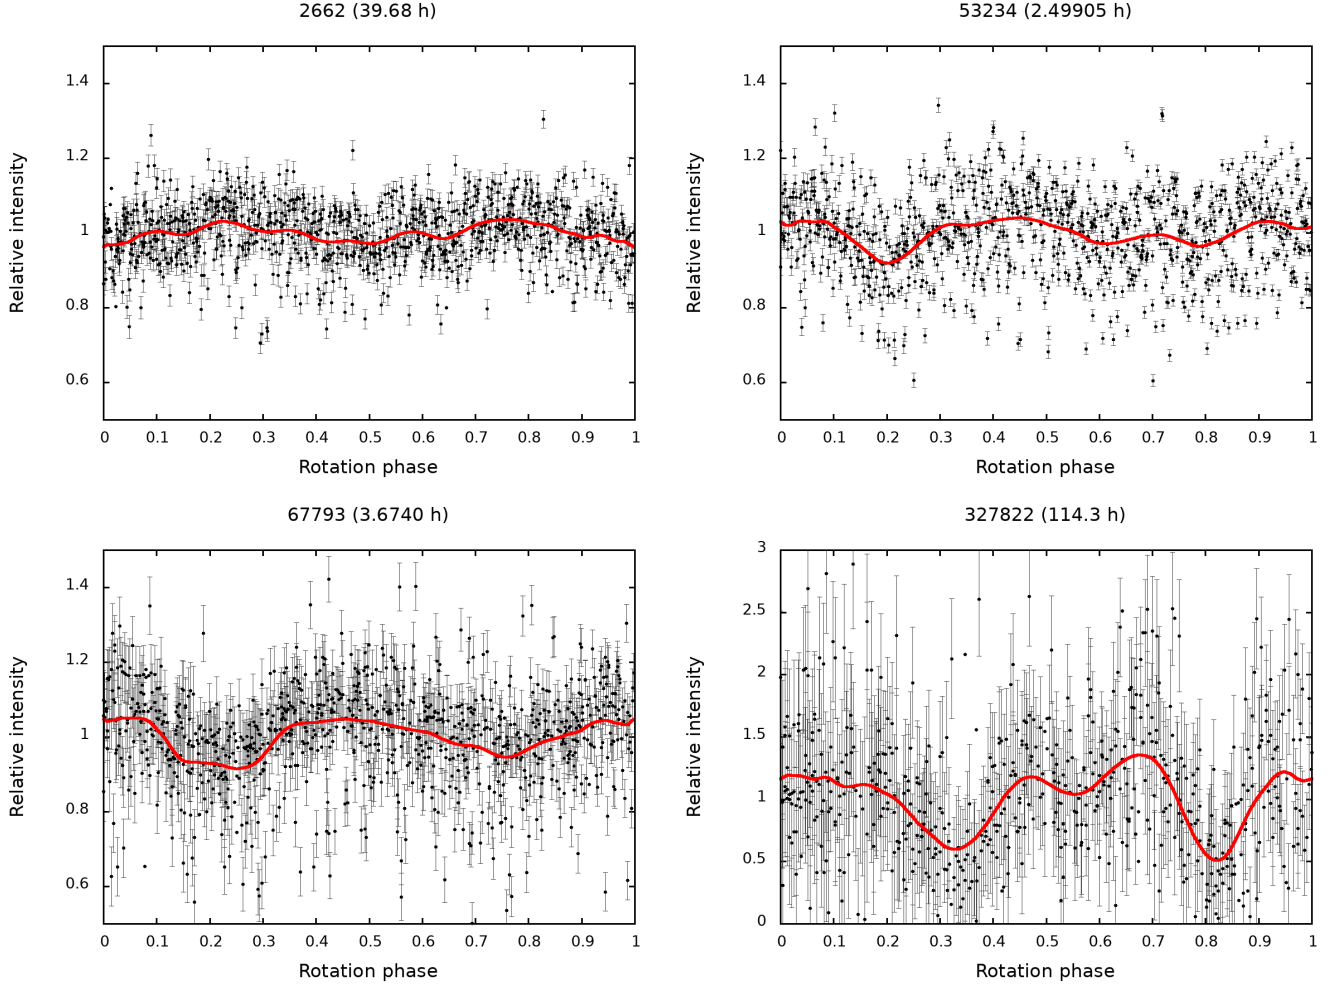 2662 (39.68 h)
1.4
1.2
1
0.8
0.6
Relative intensity
0 0.1 0.2 0.3 0.4 0.5 0.6 0.7 0.8 0.9 1
Rotation phase
53234 (2.49905 h)
1.4
1.2
1
0.8
0.6
Relative intensity
0 0.1 0.2 0.3 0.4 0.5 0.6 0.7 0.8 0.9 1
Rotation phase
67793 (3.6740 h)
1.4
1.2
1
0.8
0.6
Relative intensity
0 0.1 0.2 0.3 0.4 0.5 0.6 0.7 0.8 0.9 1
Rotation phase
327822 (114.3 h)
3
2.5
2
1.5
1
0.5
0
Relative intensity
0 0.1 0.2 0.3 0.4 0.5 0.6 0.7 0.8 0.9 1
Rotation phase